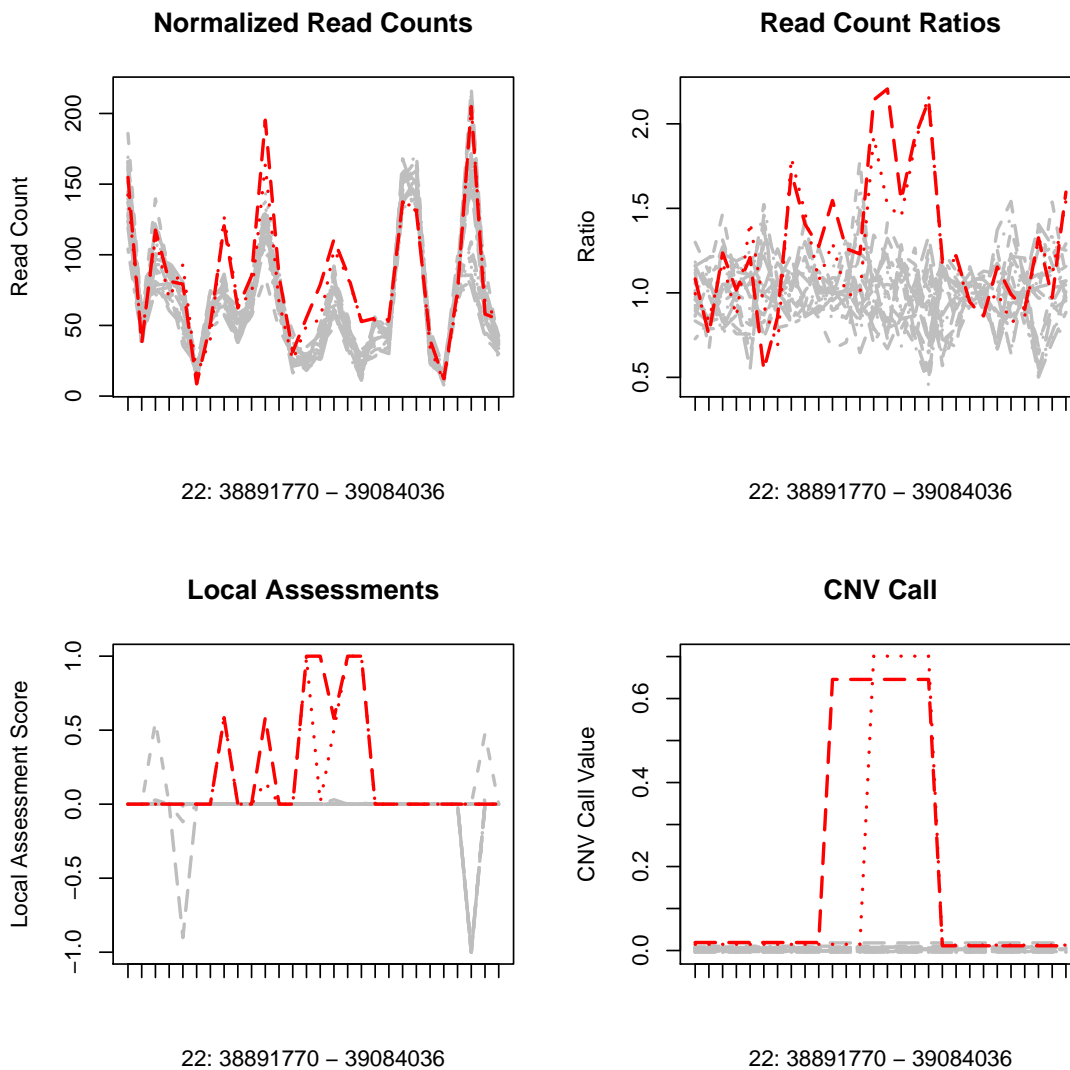 Normalized Read Counts
Read Count
0
50
100
150
200
22: 38891770 – 39084036
Read Count Ratios
Ratio
0.5
1.0
1.5
2.0
22: 38891770 – 39084036
Local Assessments
Local Assessment Score
−1.0
−0.5
0.0
0.5
1.0
22: 38891770 – 39084036
CNV Call
CNV Call Value
0.0
0.2
0.4
0.6
22: 38891770 – 39084036